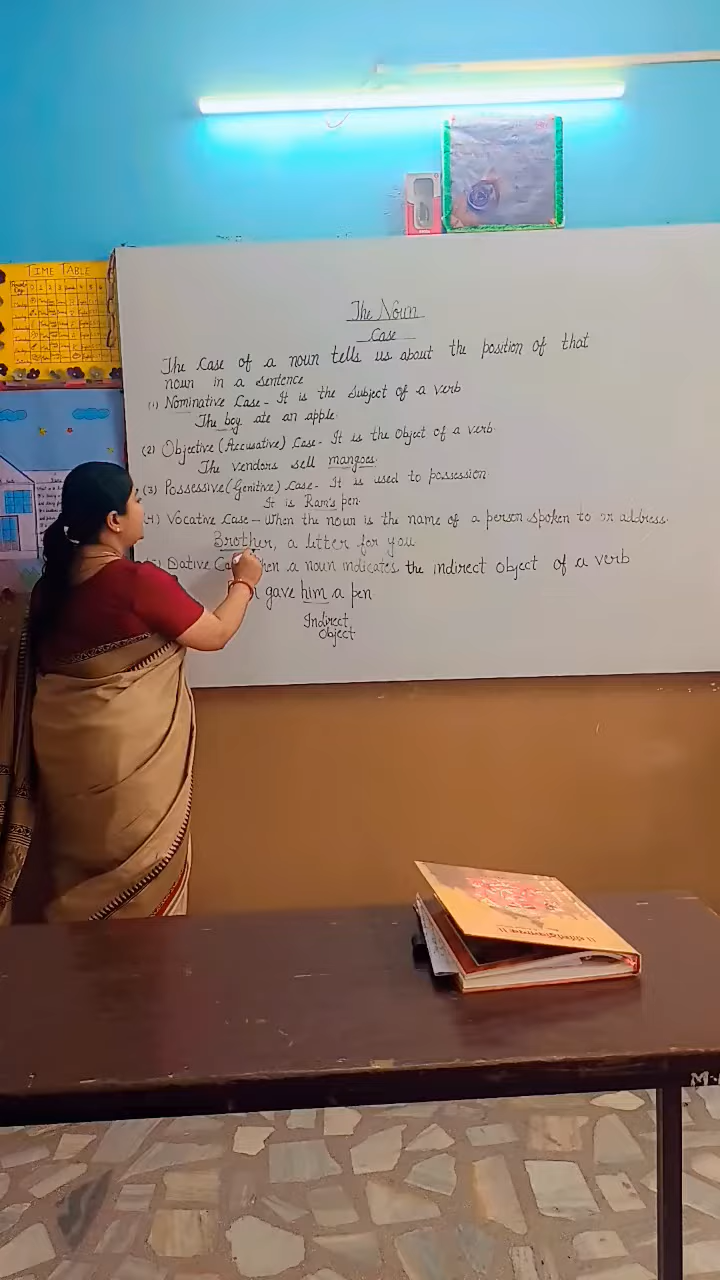 TIME TABLE
The Noun
Case
The Case of a noun tells us about the position of that
noun in a sentence
(1) Nominative Case - It is the Subject of a verb
The boy ate an apple.
(2) Objective (Accusative) Case - It is the Object of a verb
The vendors sell mangoes
(3) Possessive (Genitive) Case - It is used to possession
It is Ram's pen.
(4) Vocative Case - When the noun is the name of a person spoken to or address.
Brother, a litter for you
Dative a noun indicates the indirect object of a verb
gave him a pen
Indirect
Object